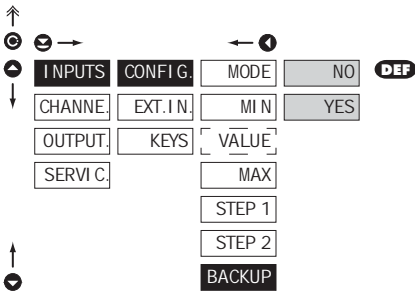 INPUTS CONFIG. MODE NO DEF
CHANNE. EXT.IN. MIN YES
OUTPUT. KEYS VALUE
SERVIC. MAX
STEP 1
STEP 2
BACKUP